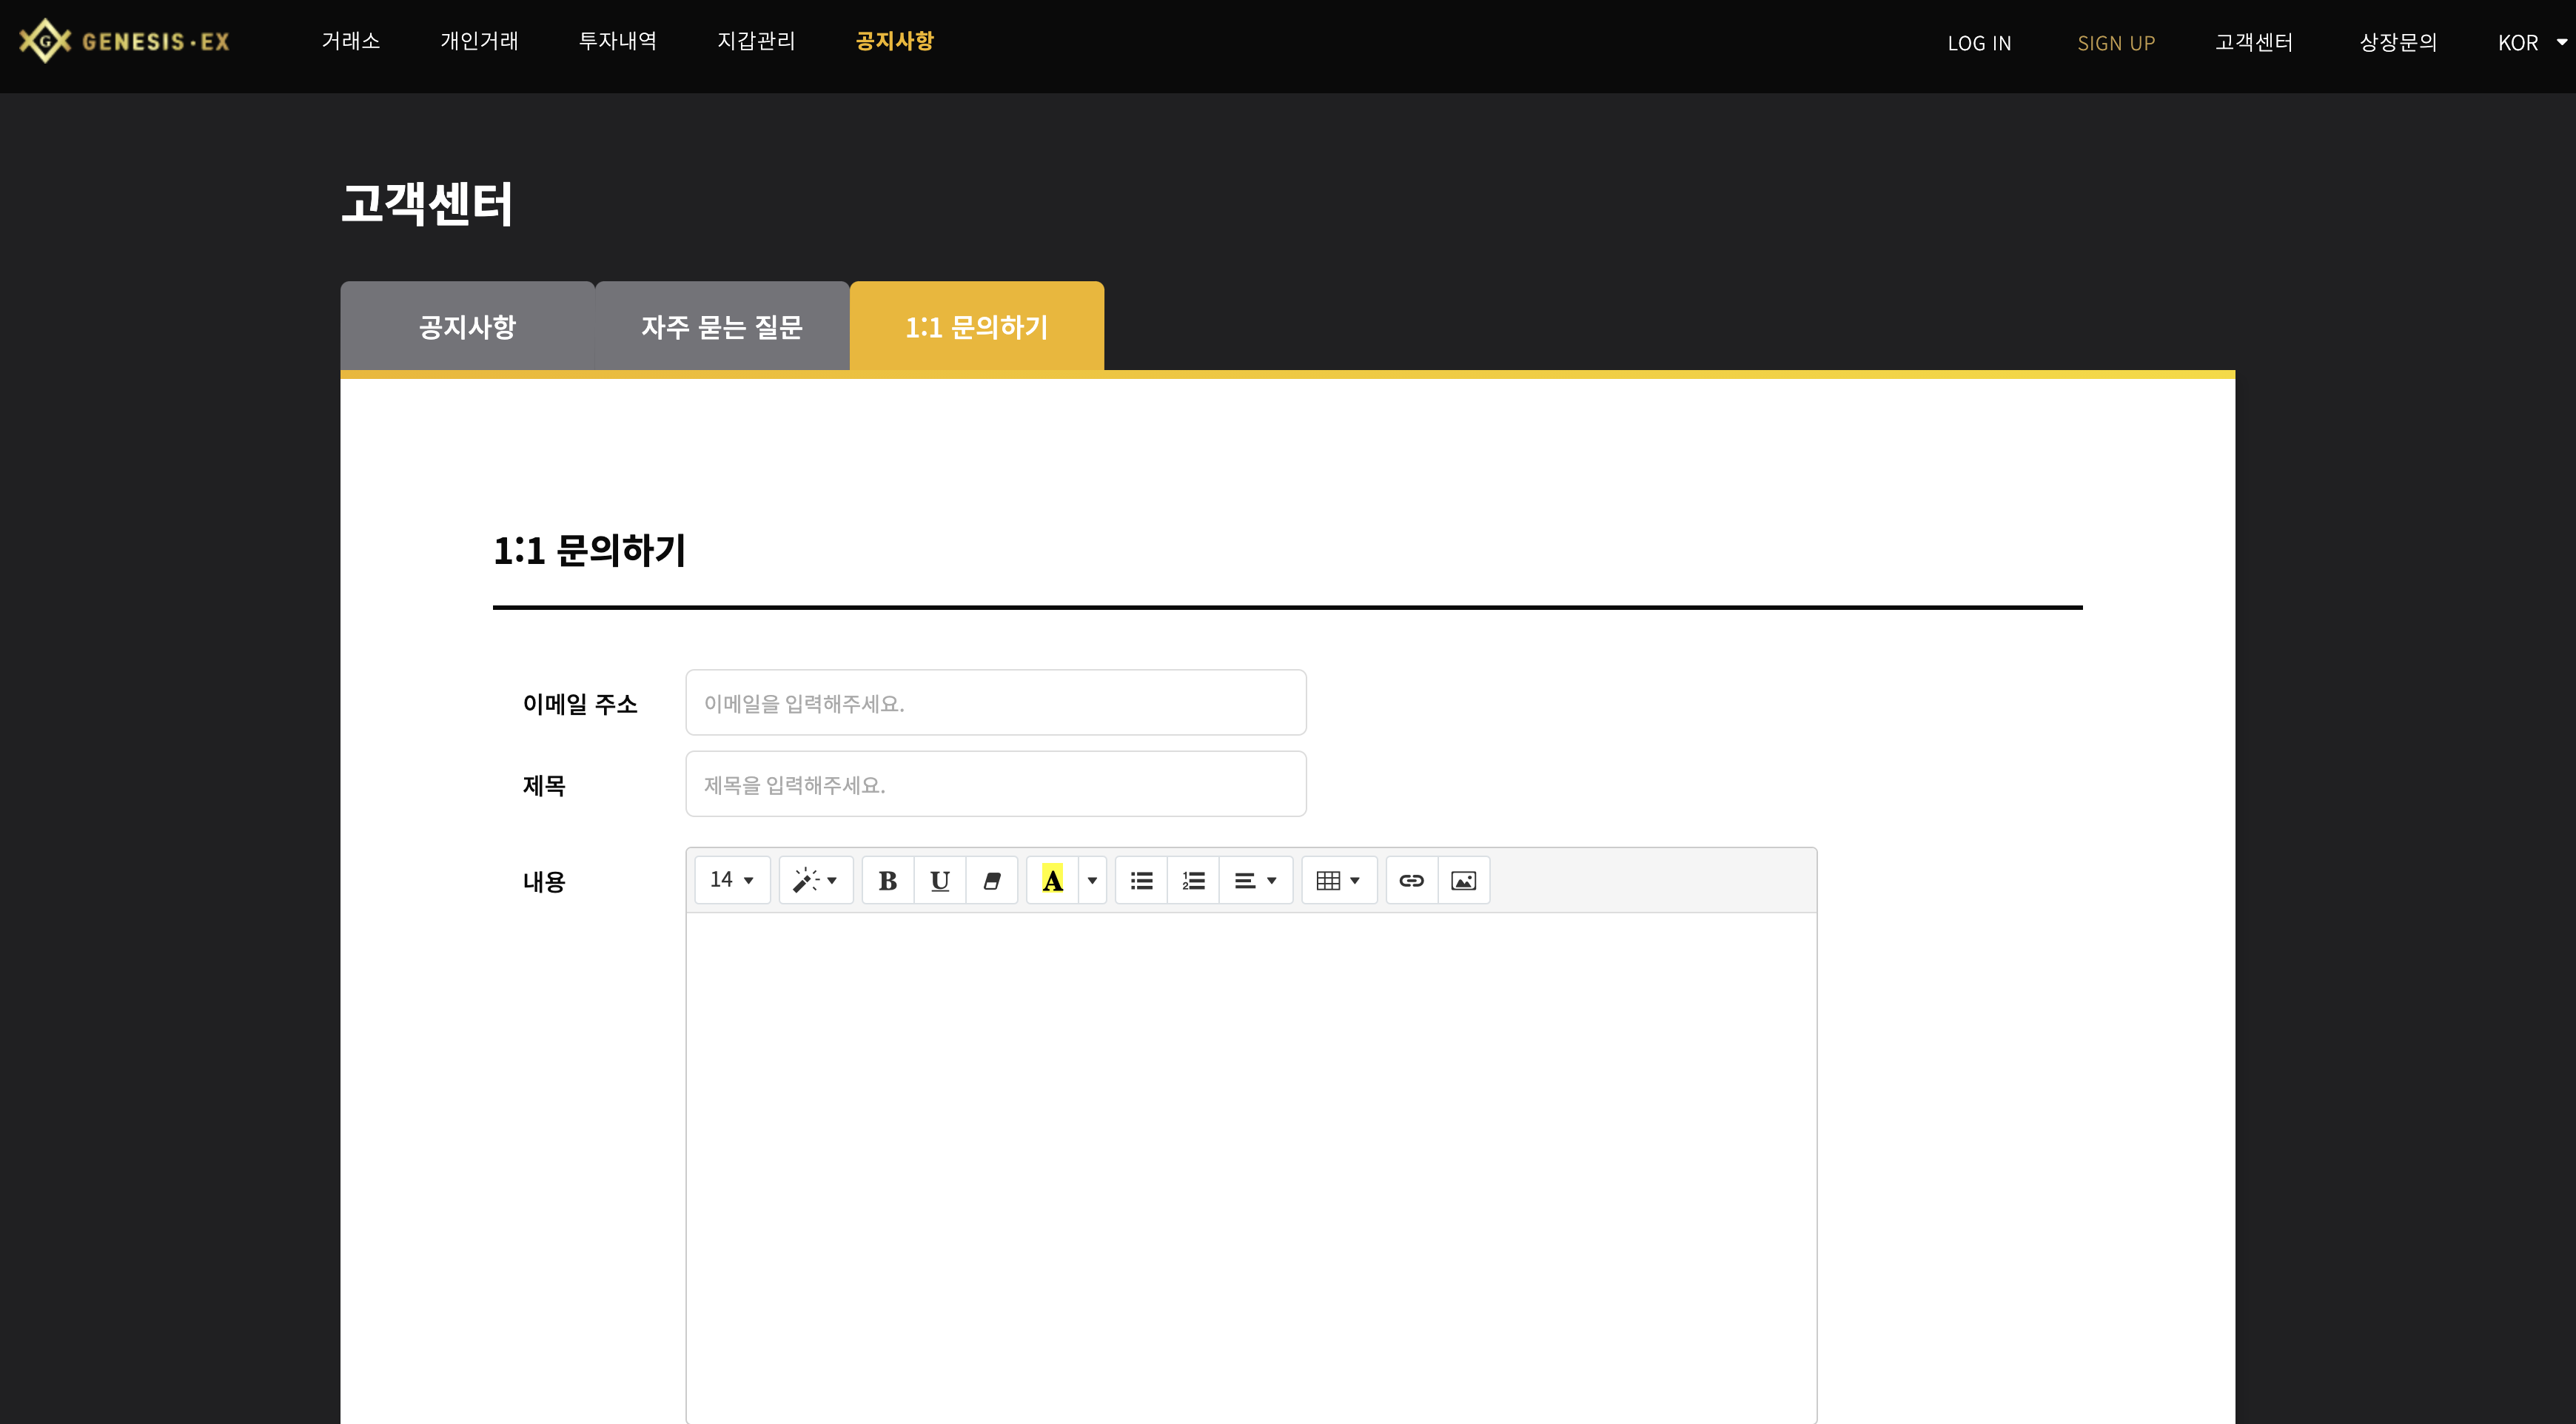 GENESIS·EX
거래소 개인거래 투자내역 지갑관리 공지사항 LOG IN SIGN UP 고객센터 상장문의 KOR
고객센터
공지사항 자주 묻는 질문 1:1 문의하기
1:1 문의하기
이메일 주소 이메일을 입력해주세요.
제목 제목을 입력해주세요.
내용 14 B U A